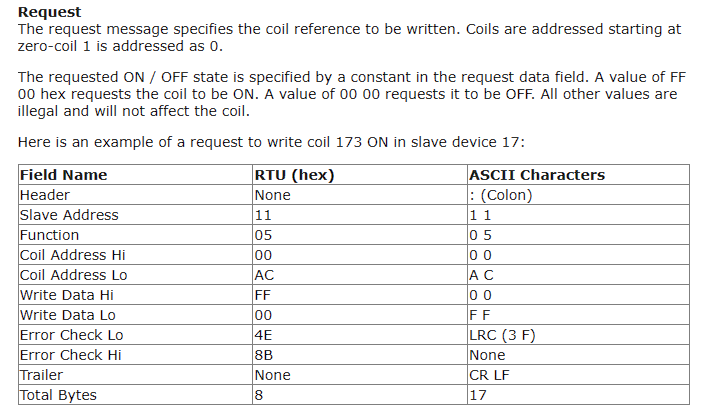 Request
The request message specifies the coil reference to be written. Coils are addressed starting at
zero-coil 1 is addressed as 0.
The requested ON / OFF state is specified by a constant in the request data field. A value of FF
00 hex requests the coil to be ON. A value of 00 00 requests it to be OFF. All other values are
illegal and will not affect the coil.
Here is an example of a request to write coil 173 ON in slave device 17:
Field Name RTU (hex) ASCII Characters
Header None : (Colon)
Slave Address 11 1 1
Function 05 0 5
Coil Address Hi 00 0 0
Coil Address Lo AC A C
Write Data Hi FF 0 0
Write Data Lo 00 F F
Error Check Lo 4E LRC (3 F)
Error Check Hi 8B None
Trailer None CR LF
Total Bytes 8 17